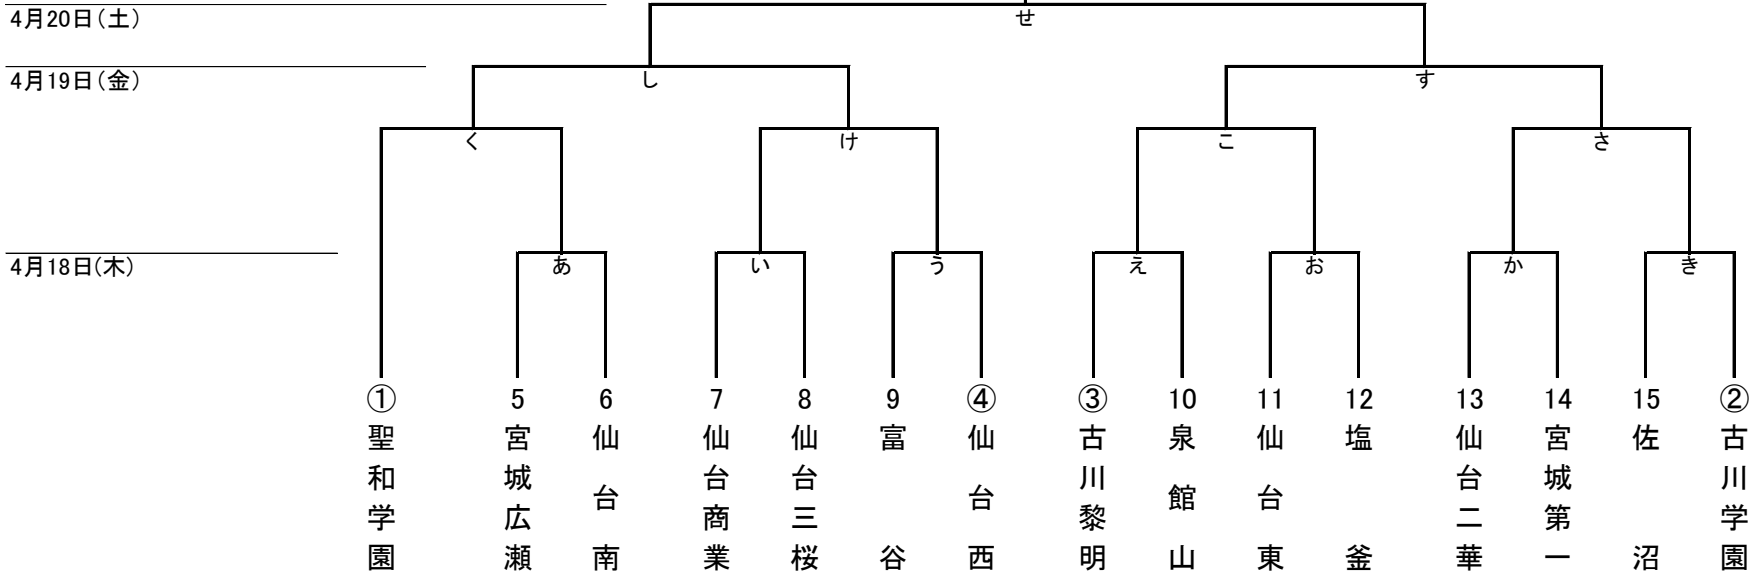 4月20日(土)
せ
4月19日(金)
し
す
く
け
こ
さ
4月18日(木)
あ
い
う
え
お
か
き
① 5 6 7 8 9 ④ ③ 10 11 12 13 14 15 ②
聖和学園
宮城広瀬
仙台南
仙台商業
仙台三桜
富谷
仙台西
古川黎明
泉館山
仙台東
塩釜
仙台二華
宮城第一
佐沼
古川学園